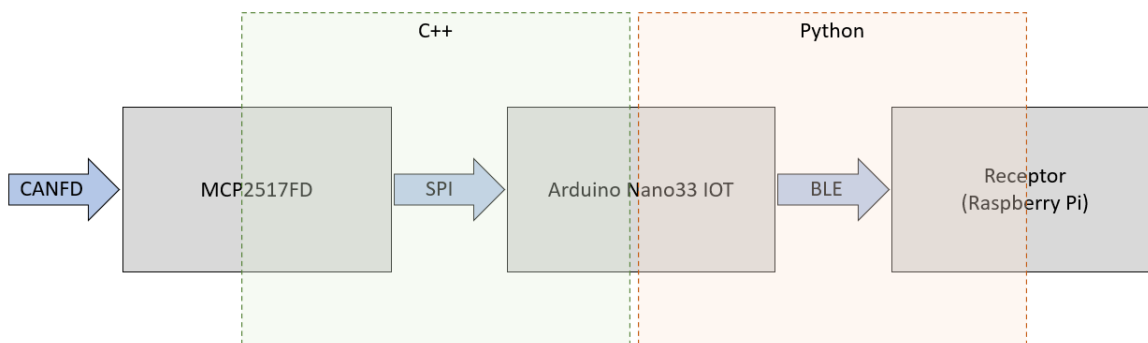 C++
Python
CANFD
MCP2517FD
SPI
Arduino Nano33 IOT
BLE
Receptor
(Raspberry Pi)